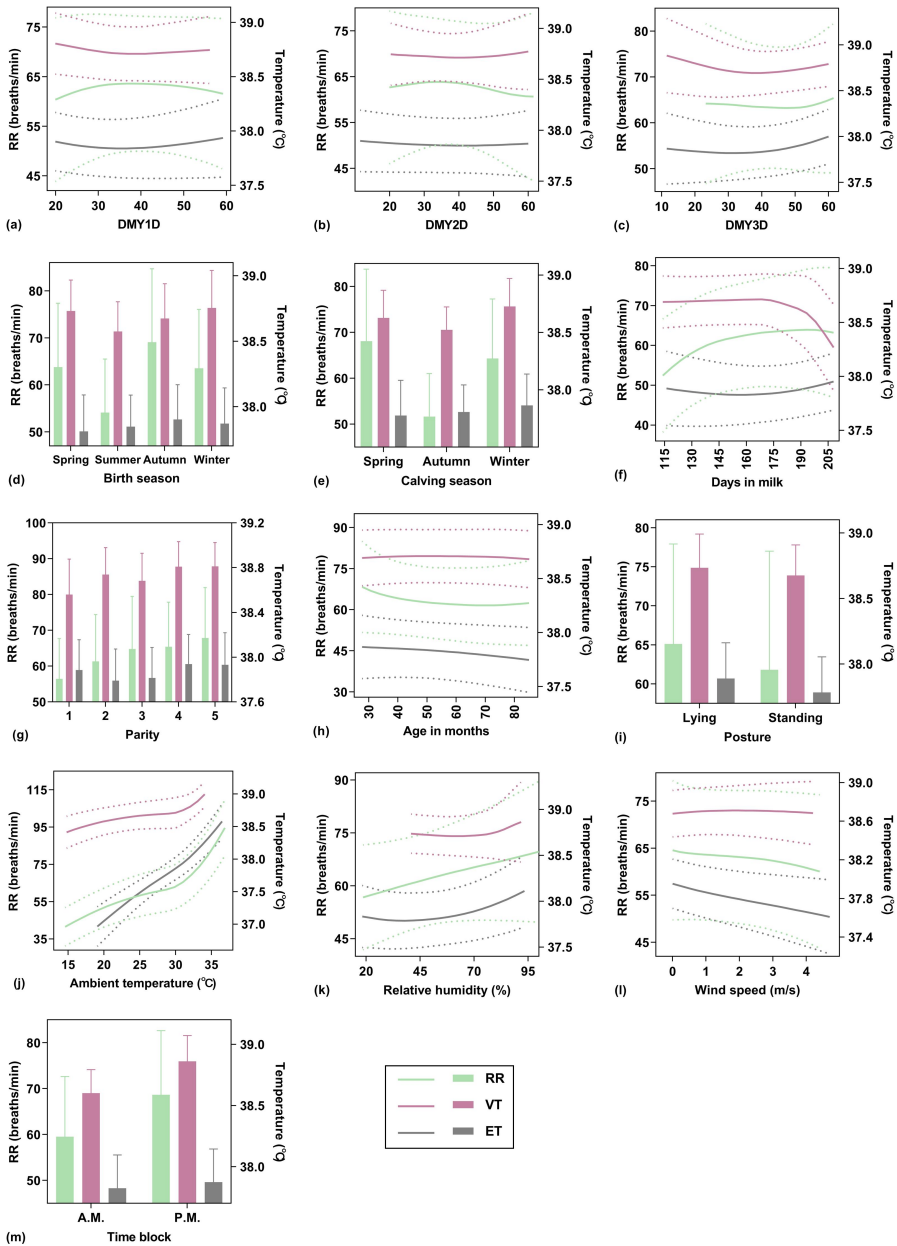 RR (breaths/min)
75
65
55
45
39.0
38.5
38.0
37.5
Temperature (℃)
20 30 40 50 60
DMY1D
(a)
RR (breaths/min)
75
65
55
45
39.0
38.5
38.0
37.5
Temperature (℃)
20 30 40 50 60
DMY2D
(b)
RR (breaths/min)
80
70
60
50
39.0
38.5
38.0
37.5
Temperature (℃)
10 20 30 40 50 60
DMY3D
(c)
RR (breaths/min)
80
70
60
50
39.0
38.5
38.0
Temperature (℃)
Spring Summer Autumn Winter
Birth season
(d)
RR (breaths/min)
80
70
60
50
39.0
38.5
38.0
Temperature (℃)
Spring Autumn Winter
Calving season
(e)
RR (breaths/min)
80
70
60
50
40
39.0
38.5
38.0
37.5
Temperature (℃)
115 130 145 160 175 190 205
Days in milk
(f)
RR (breaths/min)
100
90
80
70
60
50
39.2
38.8
38.4
38.0
37.6
Temperature (℃)
1 2 3 4 5
Parity
(g)
RR (breaths/min)
90
75
60
45
30
39.0
38.5
38.0
37.5
Temperature (℃)
30 40 50 60 70 80
Age in months
(h)
RR (breaths/min)
80
75
70
65
60
39.0
38.5
38.0
Temperature (℃)
Lying Standing
Posture
(i)
RR (breaths/min)
115
95
75
55
35
39.0
38.5
38.0
37.5
37.0
Temperature (℃)
15 20 25 30 35
Ambient temperature (℃)
(j)
RR (breaths/min)
90
75
60
45
39.0
38.5
38.0
37.5
Temperature (℃)
20 45 70 95
Relative humidity (%)
(k)
RR (breaths/min)
75
65
55
45
39.0
38.6
38.2
37.8
37.4
Temperature (℃)
0 1 2 3 4
Wind speed (m/s)
(l)
RR (breaths/min)
80
70
60
50
39.0
38.5
38.0
Temperature (℃)
A.M. P.M.
Time block
(m)
RR
VT
ET